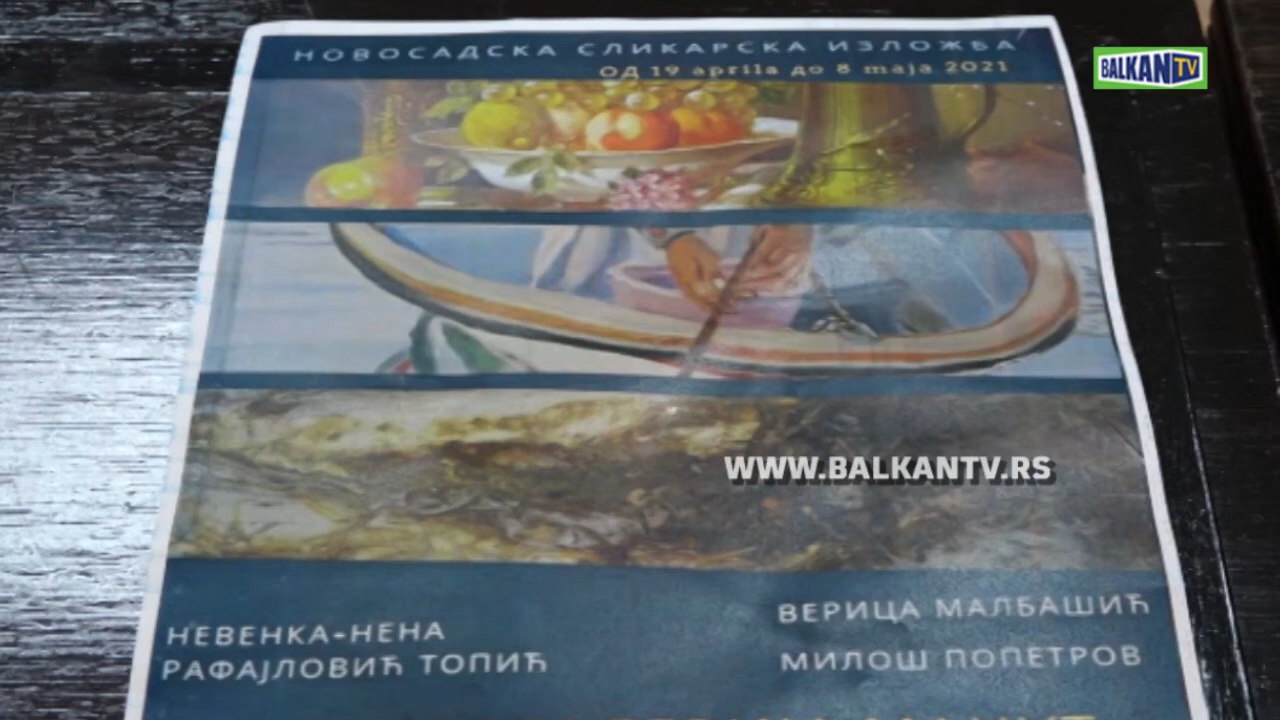 НОВОСАДСКА СЛИКАРСКА ИЗЛОЖБА
ОД 19 aprila до 8 maja 2021
BALKAN TV
WWW.BALKANTV.RS
НЕВЕНКА-НЕНА
РАФАЈЛОВИЋ ТОПИЋ
ВЕРИЦА МАЛБАШИЋ
МИЛОШ ПОПЕТРОВ